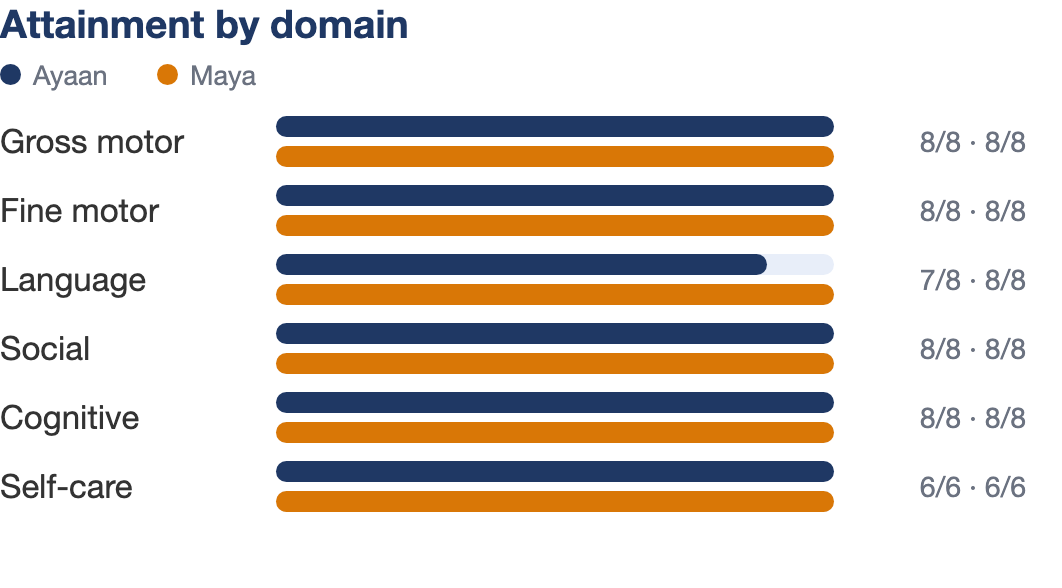 Attainment by domain
Ayaan Maya
Gross motor 8/8 · 8/8
Fine motor 8/8 · 8/8
Language 7/8 · 8/8
Social 8/8 · 8/8
Cognitive 8/8 · 8/8
Self-care 6/6 · 6/6